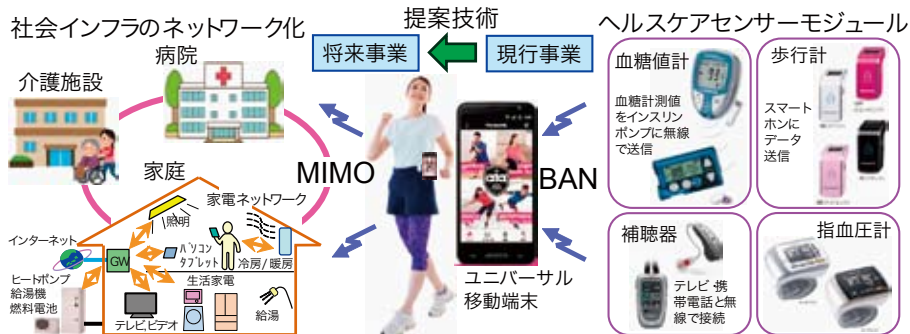 社会インフラのネットワーク化
提案技術
ヘルスケアセンサーモジュール
将来事業
現行事業
病院
介護施設
家庭
MIMO
BAN
家電ネットワーク
照明
インターネット
GW
パソコン
タブレット
冷房/暖房
ヒートポンプ
給湯機
燃料電池
生活家電
テレビ,ビデオ
給湯
ユニバーサル
移動端末
血糖値計
血糖計測値
をインスリン
ポンプに無線
で送信
歩行計
スマート
ホンに
データ
送信
補聴器
テレビ・携
帯電話と無
線で接続
指血圧計